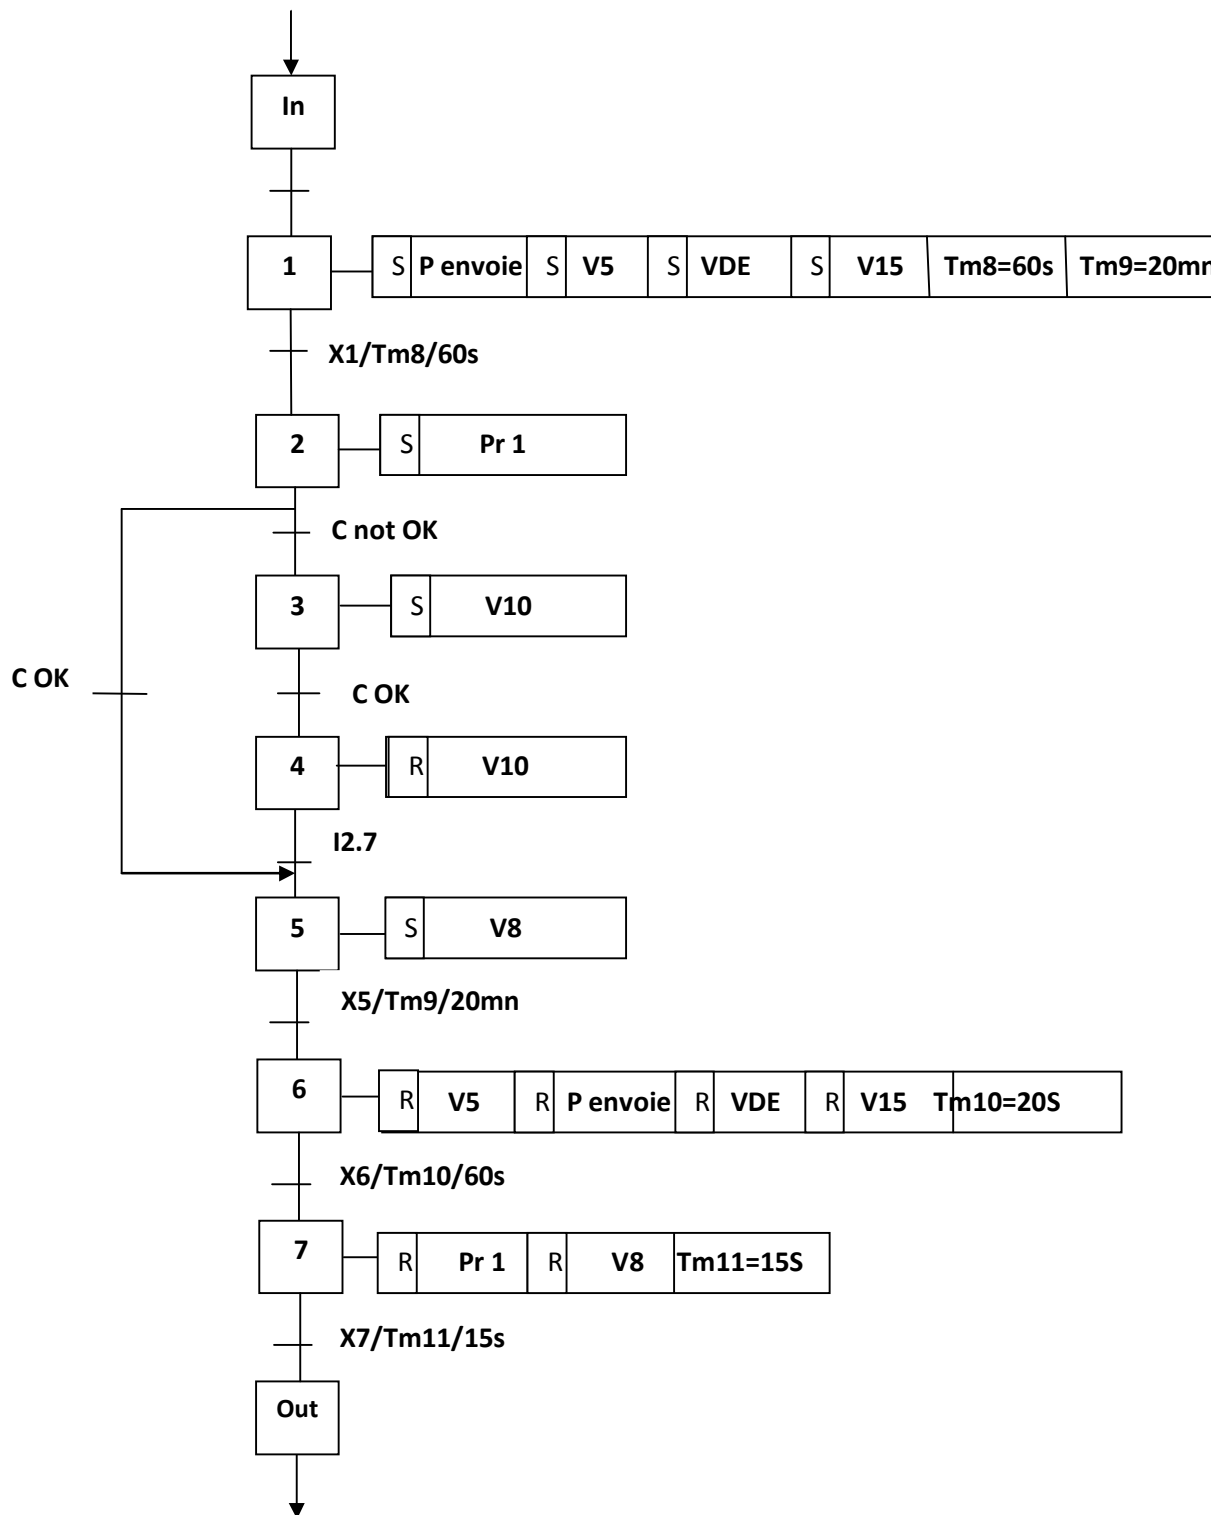 In
1 S P envoie S V5 S VDE S V15 Tm8=60s Tm9=20mn
X1/Tm8/60s
2 S Pr 1
C not OK
3 S V10
C OK C OK
4 R V10
I2.7
5 S V8
X5/Tm9/20mn
6 R V5 R P envoie R VDE R V15 Tm10=20S
X6/Tm10/60s
7 R Pr 1 R V8 Tm11=15S
X7/Tm11/15s
Out